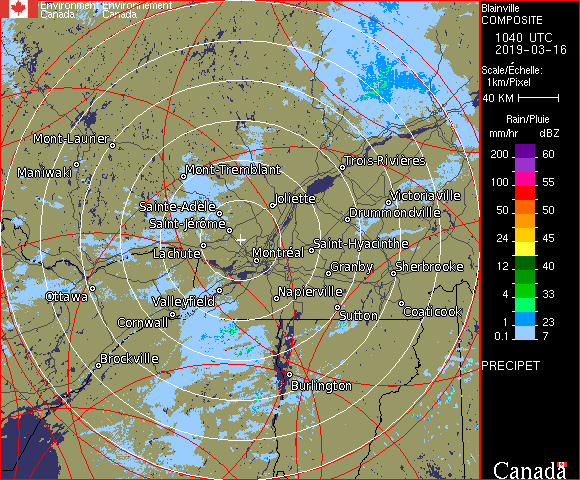 Environment Environnement
Canada Canada
Blainville
COMPOSITE
1040 UTC
2019-03-16
Scale/Échelle:
1km/Pixel
40 KM
Rain/Pluie
mm/hr dBZ
200 60
100 55
50 50
24 45
12 40
4 33
1 23
0.1 7
PRECIPET
Canada
Mont-Laurier
Maniwaki
Mont-Tremblant
Trois-Rivières
Sainte-Adèle
Joliette
Victoriaville
Drummondville
Saint-Jérôme
Lachute
Montréal
Saint-Hyacinthe
Granby
Sherbrooke
Ottawa
Valleyfield
Napierville
Cornwall
Sutton
Coaticook
Brockville
Burlington